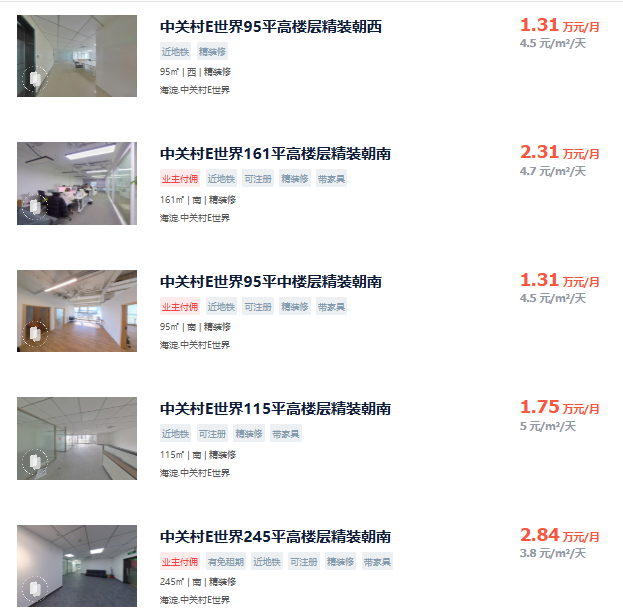 中关村E世界95平高楼层精装朝西
1.31 万元/月
近地铁 精装修
4.5 元/m²/天
95㎡ | 西 | 精装修
海淀.中关村E世界
中关村E世界161平高楼层精装朝南
2.31 万元/月
业主付佣 近地铁 可注册 精装修 带家具
4.7 元/m²/天
161㎡ | 南 | 精装修
海淀.中关村E世界
中关村E世界95平中楼层精装朝南
1.31 万元/月
业主付佣 近地铁 可注册 精装修 带家具
4.5 元/m²/天
95㎡ | 南 | 精装修
海淀.中关村E世界
中关村E世界115平高楼层精装朝南
1.75 万元/月
近地铁 可注册 精装修 带家具
5 元/m²/天
115㎡ | 南 | 精装修
海淀.中关村E世界
中关村E世界245平高楼层精装朝南
2.84 万元/月
业主付佣 有免租期 近地铁 可注册 精装修 带家具
3.8 元/m²/天
245㎡ | 南 | 精装修
海淀.中关村E世界